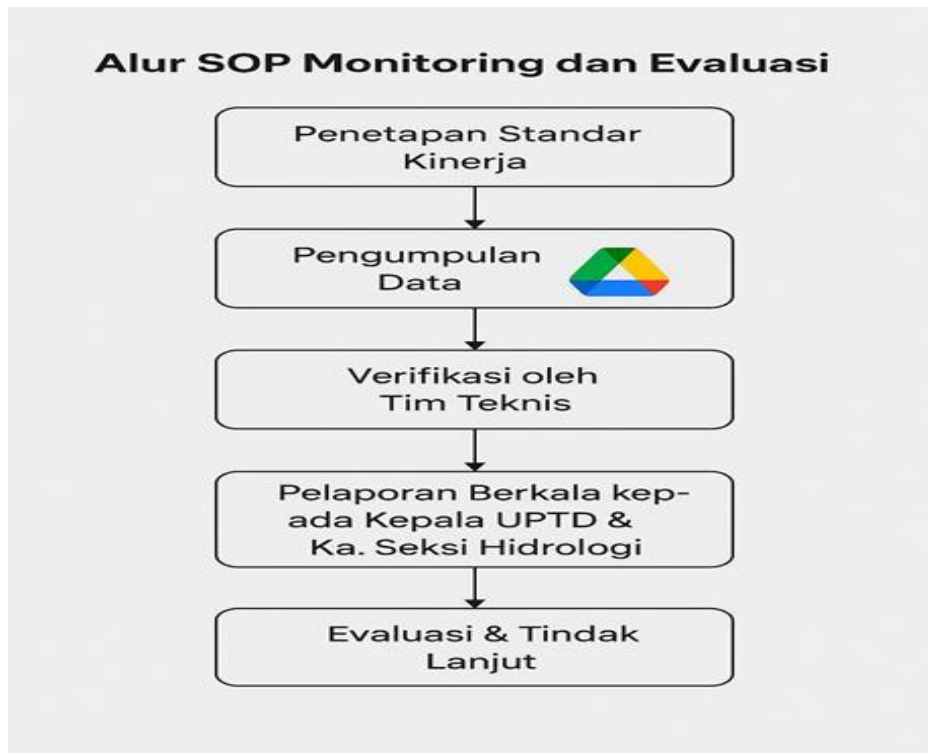 Alur SOP Monitoring dan Evaluasi
Penetapan Standar
Kinerja
Pengumpulan
Data
Verifikasi oleh
Tim Teknis
Pelaporan Berkala kep-
ada Kepala UPTD &
Ka. Seksi Hidrologi
Evaluasi & Tindak
Lanjut